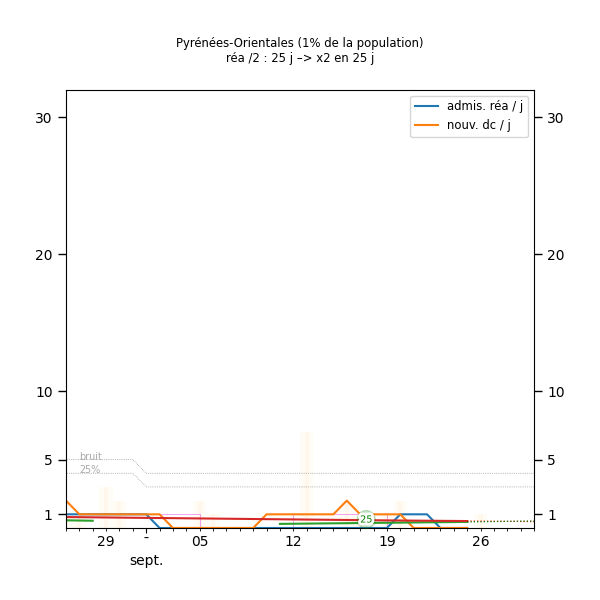 Pyrénées-Orientales (1% de la population)
réa /2 : 25 j –> x2 en 25 j
admis. réa / j
nouv. dc / j
30 30
20 20
10 10
5 5
1 1
bruit
25%
25
29 - 05 12 19 26
sept.